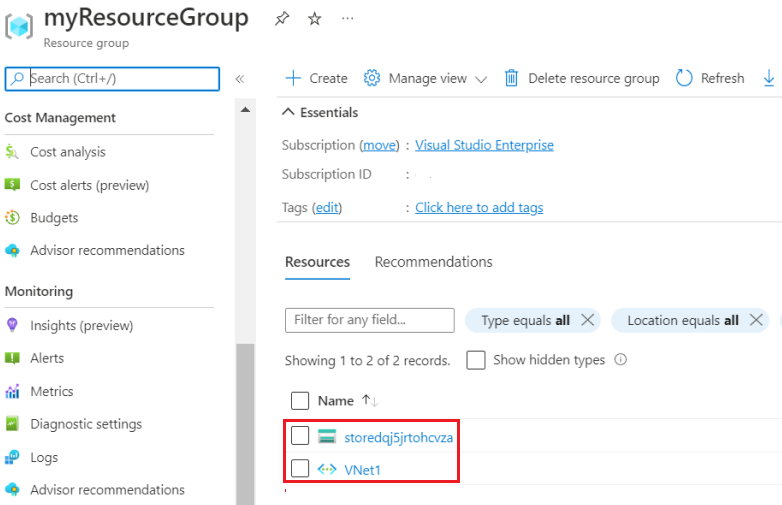 myResourceGroup
Resource group
Search (Ctrl+/)
Cost Management
Cost analysis
Cost alerts (preview)
Budgets
Advisor recommendations
Monitoring
Insights (preview)
Alerts
Metrics
Diagnostic settings
Logs
Advisor recommendations
Create Manage view Delete resource group Refresh
Essentials
Subscription (move) : Visual Studio Enterprise
Subscription ID :
Tags (edit) : Click here to add tags
Resources Recommendations
Filter for any field... Type equals all Location equals all
Showing 1 to 2 of 2 records. Show hidden types
Name ↑↓
storedqj5jrtohcvza
VNet1